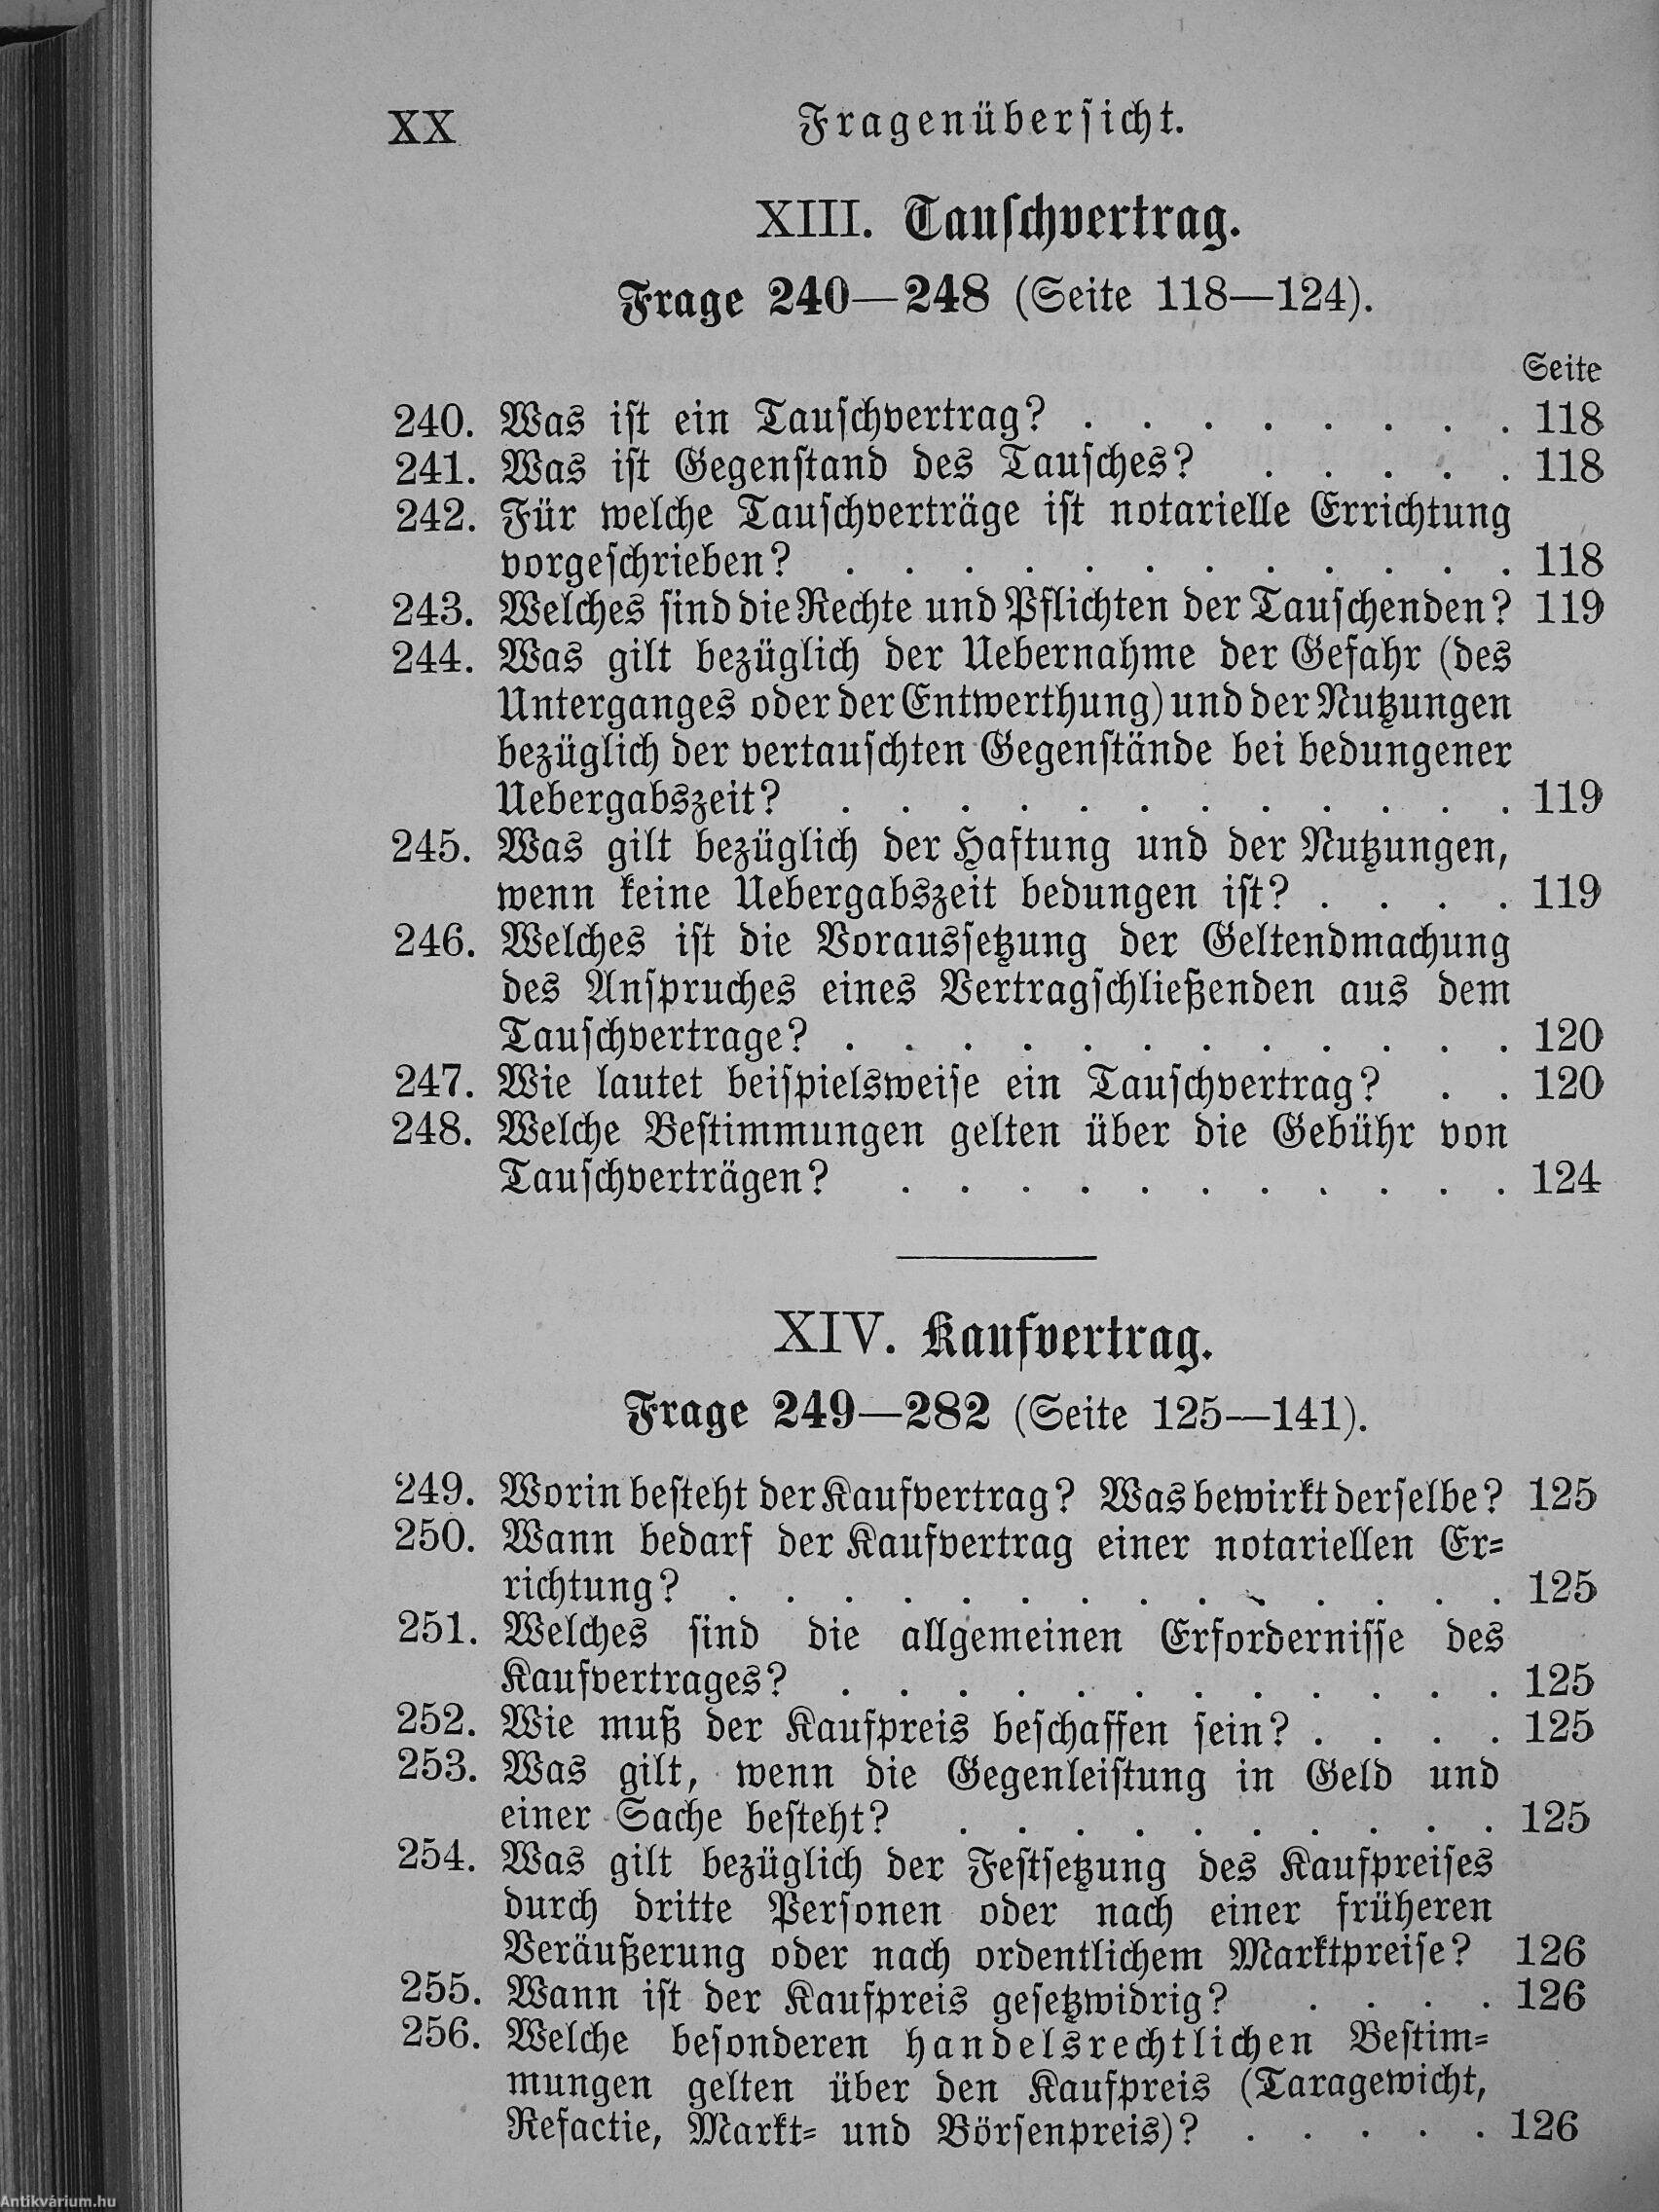 XX Fragenüberſicht.
XIII. Tauſchvertrag.
Frage 240—248 (Seite 118—124).
Seite
240. Was iſt ein Tauſchvertrag? . . . . . . . . 118
241. Was iſt Gegenſtand des Tauſches? . . . . . 118
242. Für welche Tauſchverträge iſt notarielle Errichtung
vorgeſchrieben? . . . . . . . . . . . . 118
243. Welches ſind die Rechte und Pflichten der Tauſchenden? 119
244. Was gilt bezüglich der Uebernahme der Gefahr (des
Unterganges oder der Entwerthung) und der Nutzungen
bezüglich der vertauſchten Gegenſtände bei bedungener
Uebergabszeit? . . . . . . . . . . . . 119
245. Was gilt bezüglich der Haftung und der Nutzungen,
wenn keine Uebergabszeit bedungen iſt? . . . . 119
246. Welches iſt die Vorausſetzung der Geltendmachung
des Anſpruches eines Vertragſchließenden aus dem
Tauſchvertrage? . . . . . . . . . . . . 120
247. Wie lautet beiſpielsweiſe ein Tauſchvertrag? . . 120
248. Welche Beſtimmungen gelten über die Gebühr von
Tauſchverträgen? . . . . . . . . . . . 124
XIV. Kaufvertrag.
Frage 249—282 (Seite 125—141).
249. Worin beſteht der Kaufvertrag? Was bewirkt derſelbe? 125
250. Wann bedarf der Kaufvertrag einer notariellen Er=
richtung? . . . . . . . . . . . . . . 125
251. Welches ſind die allgemeinen Erforderniſſe des
Kaufvertrages? . . . . . . . . . . . . 125
252. Wie muß der Kaufpreis beſchaffen ſein? . . . . 125
253. Was gilt, wenn die Gegenleiſtung in Geld und
einer Sache beſteht? . . . . . . . . . . 125
254. Was gilt bezüglich der Feſtſetzung des Kaufpreiſes
durch dritte Perſonen oder nach einer früheren
Veräußerung oder nach ordentlichem Marktpreiſe? 126
255. Wann iſt der Kaufpreis geſetzwidrig? . . . . 126
256. Welche beſonderen handelsrechtlichen Beſtim=
mungen gelten über den Kaufpreis (Taragewicht,
Refactie, Markt= und Börſenpreis)? . . . . . 126
Antikvárium.hu